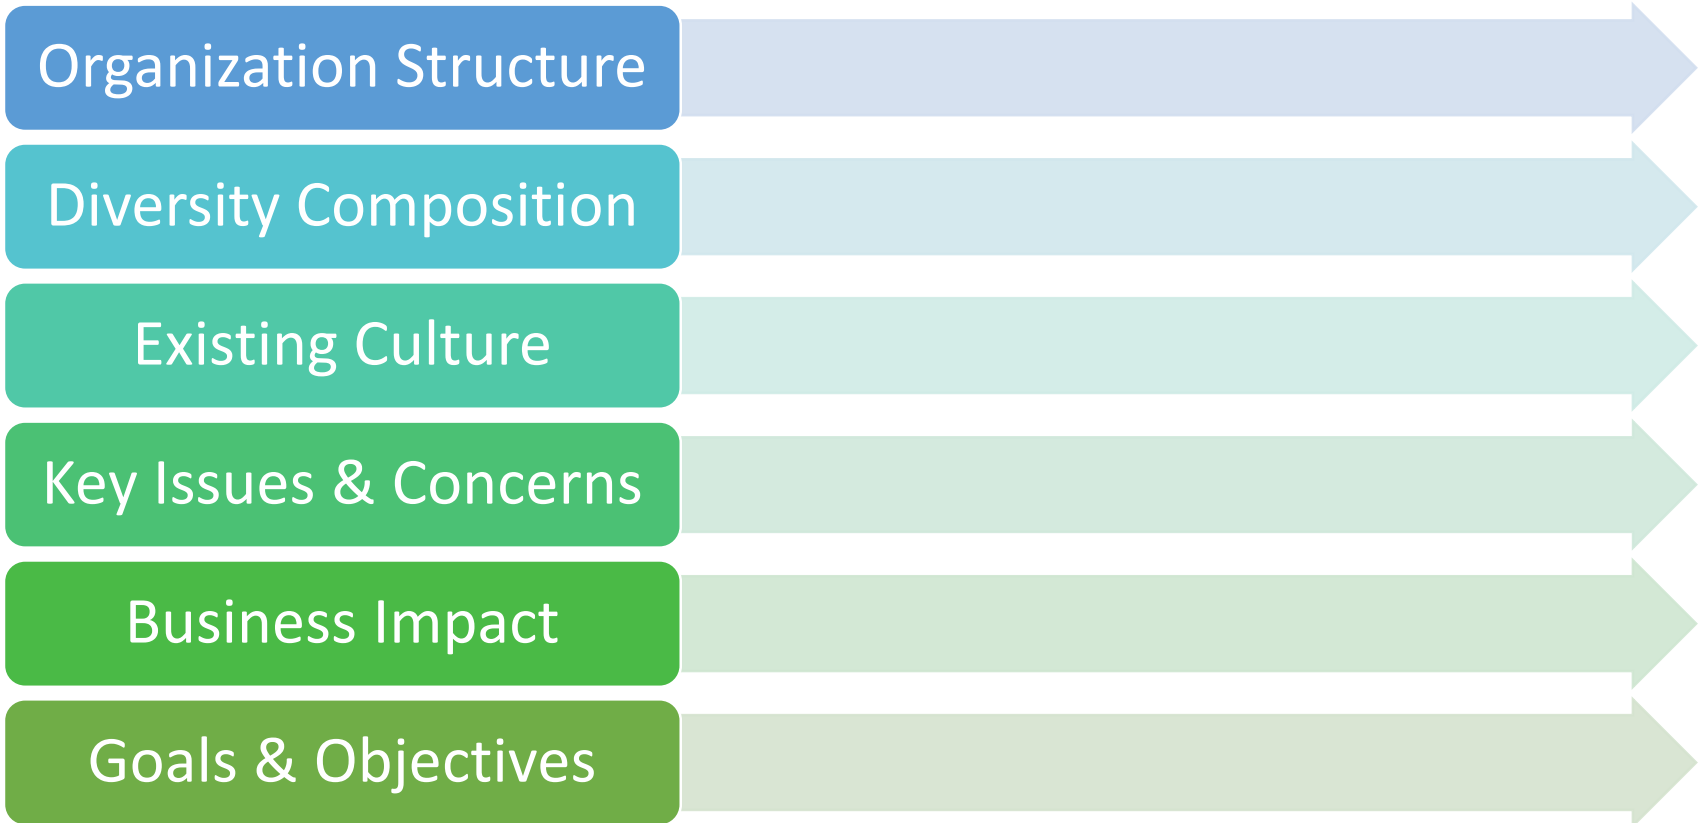 Organization Structure
Diversity Composition
Existing Culture
Key Issues & Concerns
Business Impact
Goals & Objectives